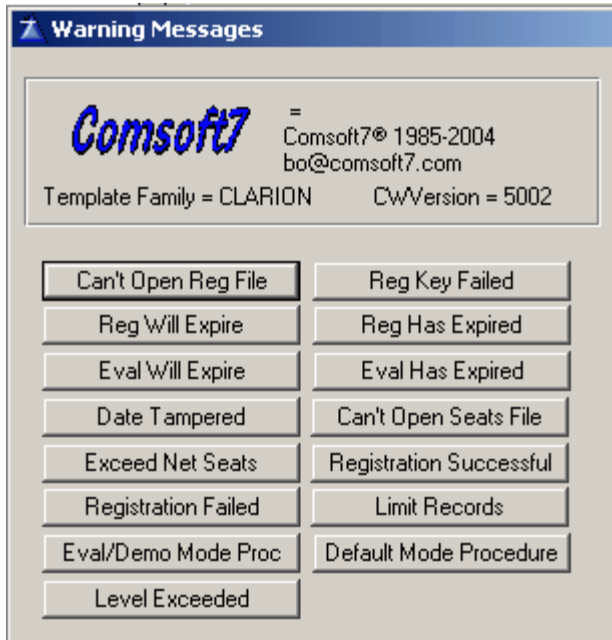 Warning Messages
Comsoft7
=
Comsoft7® 1985-2004
bo@comsoft7.com
Template Family = CLARION CWVersion = 5002
Can't Open Reg File Reg Key Failed
Reg Will Expire Reg Has Expired
Eval Will Expire Eval Has Expired
Date Tampered Can't Open Seats File
Exceed Net Seats Registration Successful
Registration Failed Limit Records
Eval/Demo Mode Proc Default Mode Procedure
Level Exceeded